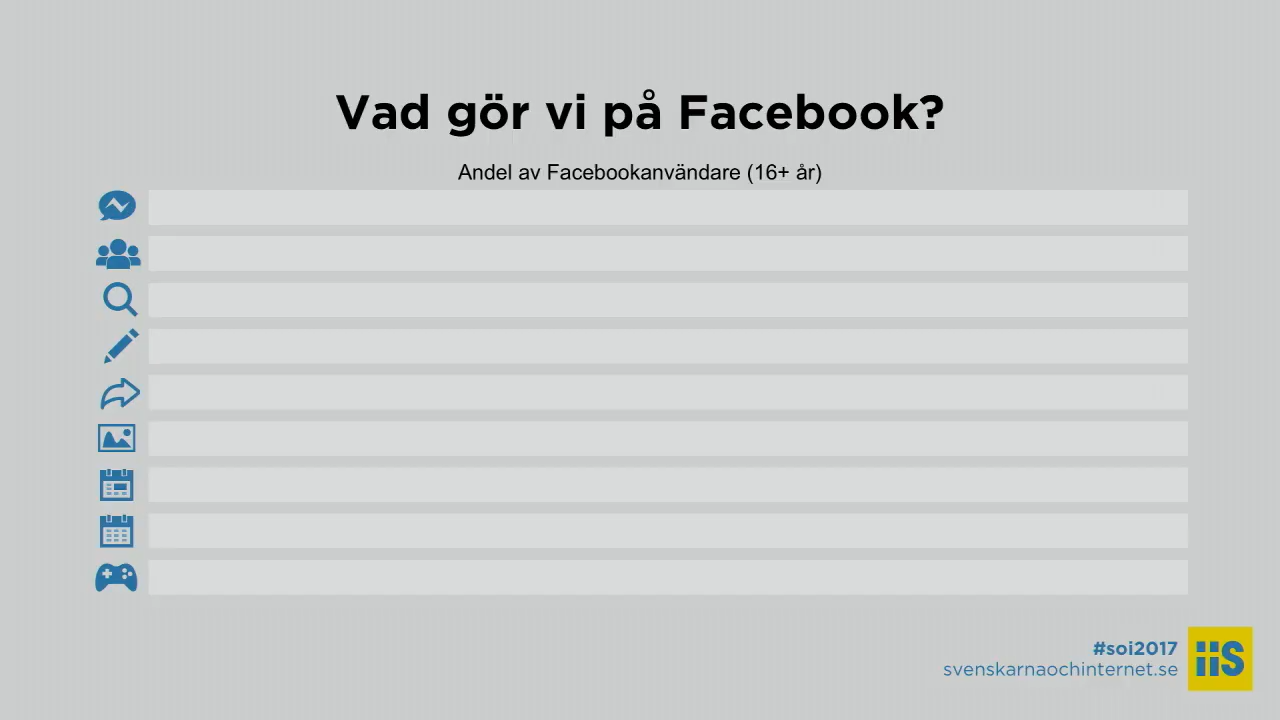 Vad gör vi på Facebook?
Andel av Facebookanvändare (16+ år)
#soi2017
svenskarnaochinternet.se
iis